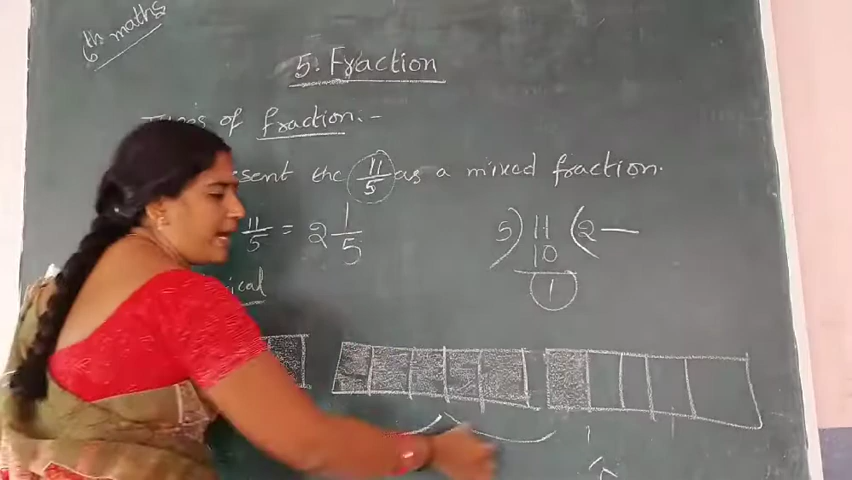 6th maths
5. Fraction
Types of fraction:-
the 11/5 as a mixed fraction.
11/5 = 2 1/5
5) 11 (2 —
10
1
1